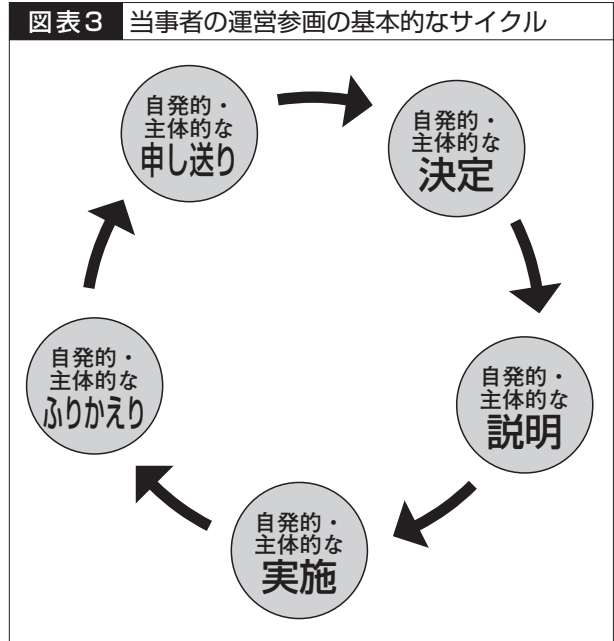 図表3 当事者の運営参画の基本的なサイクル
自発的・
主体的な
申し送り
自発的・
主体的な
決定
自発的・
主体的な
説明
自発的・
主体的な
実施
自発的・
主体的な
ふりかえり